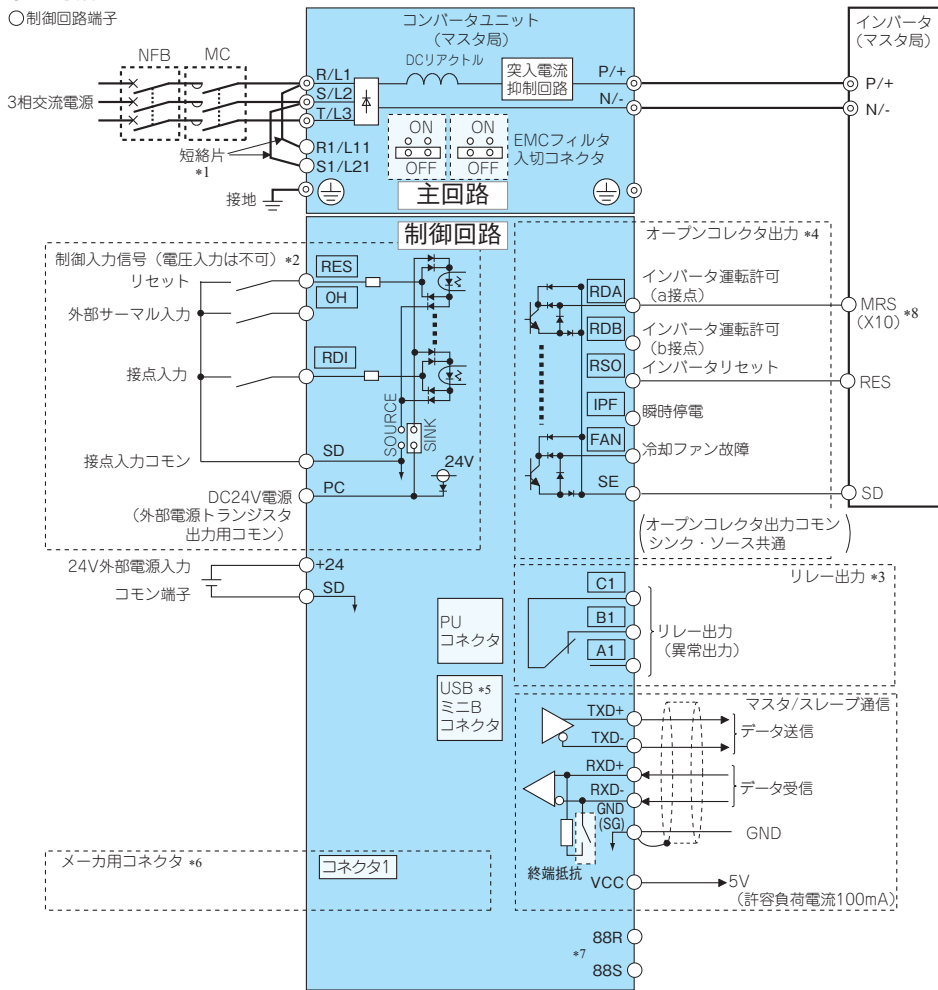 ○制御回路端子
コンバータユニット
(マスタ局)
インバータ
(マスタ局)
NFB
MC
DCリアクトル
突入電流
抑制回路
R/L1
S/L2
T/L3
P/+
N/-
P/+
N/-
3相交流電源
ON
OFF
ON
OFF
EMCフィルタ
入切コネクタ
R1/L11
S1/L21
短絡片
*1
接地
主回路
制御回路
制御入力信号（電圧入力は不可）*2
リセット
RES
外部サーマル入力
OH
接点入力
RDI
SOURCE
SINK
接点入力コモン
SD
24V
PC
DC24V電源
（外部電源トランジスタ
出力用コモン）
24V外部電源入力
+24
コモン端子
SD
オープンコレクタ出力 *4
RDA
インバータ運転許可
(a接点)
MRS
(X10) *8
RDB
インバータ運転許可
(b接点)
RSO
インバータリセット
RES
IPF
瞬時停電
FAN
冷却ファン故障
SE
SD
(オープンコレクタ出力コモン
シンク・ソース共通)
リレー出力 *3
C1
B1
A1
リレー出力
（異常出力）
PU
コネクタ
USB *5
ミニB
コネクタ
マスタ/スレーブ通信
TXD+
TXD-
データ送信
RXD+
RXD-
データ受信
GND
(SG)
GND
終端抵抗
VCC
5V
(許容負荷電流100mA)
メーカ用コネクタ *6
コネクタ1
88R
*7
88S